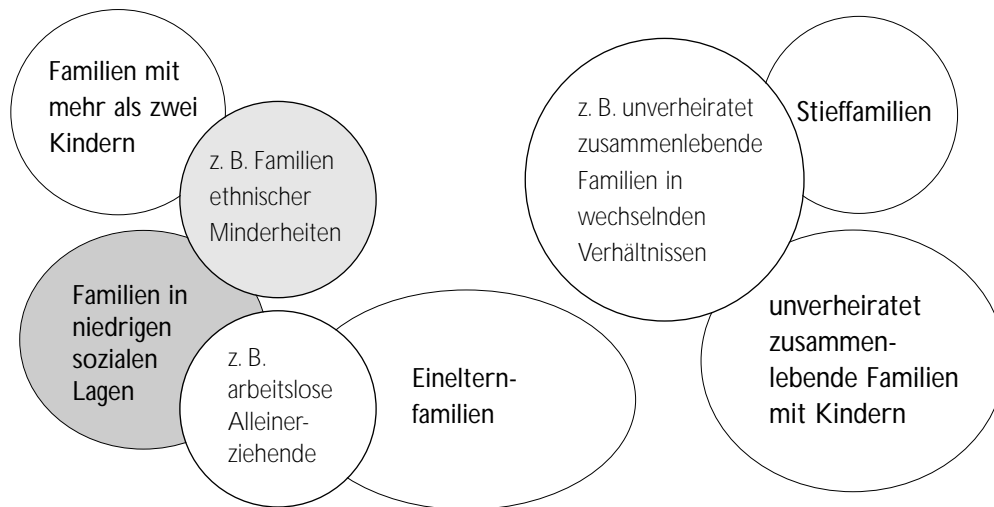 Familien mit
mehr als zwei
Kindern
z. B. Familien
ethnischer
Minderheiten
Familien in
niedrigen
sozialen
Lagen
z. B.
arbeitslose
Alleiner-
ziehende
Eineltern-
familien
z. B. unverheiratet
zusammenlebende
Familien in
wechselnden
Verhältnissen
Stieffamilien
unverheiratet
zusammen-
lebende Familien
mit Kindern